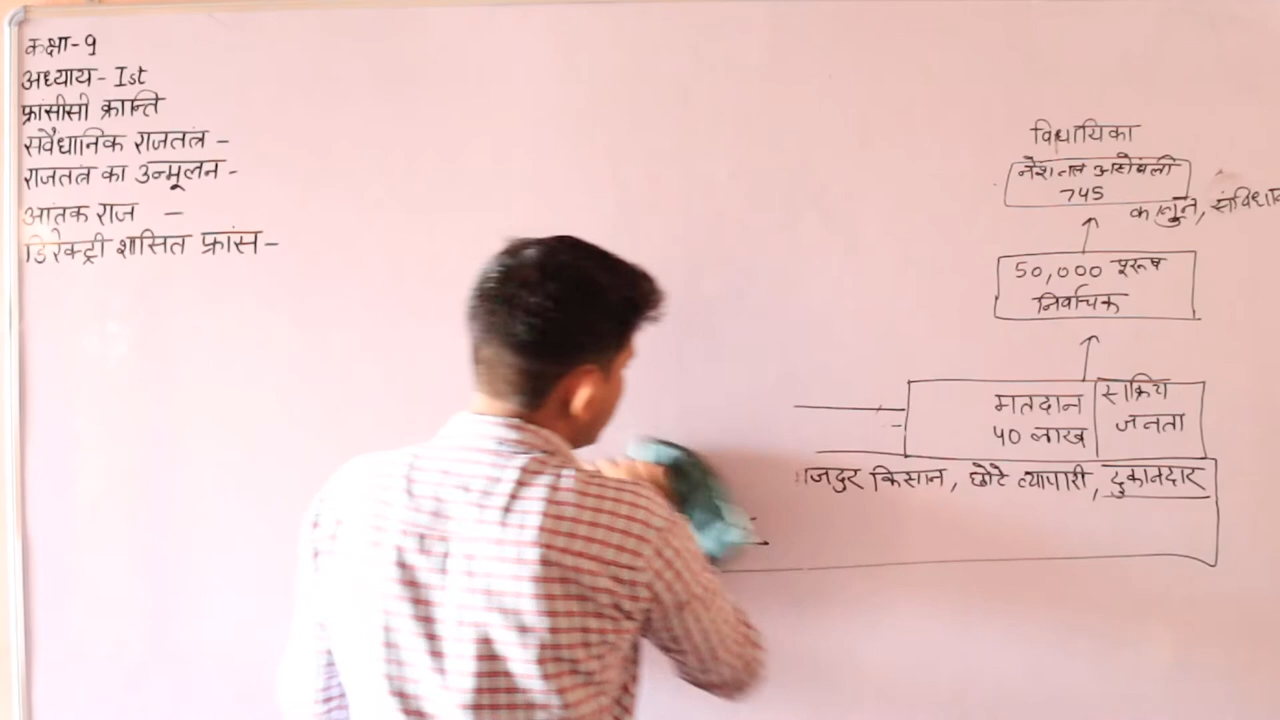 कक्षा-9
अध्याय- Ist
फ्रांसीसी क्रान्ति
सवैंधानिक राजतंत्र -
राजतंत्र का उन्मूलन -
आंतक राज -
डिरेक्ट्री शासित फ्रांस -
विधायिका
नेशनल असेंबली
745
कानुन, संविधा
50,000 पुरूष
निर्वाचक
मतदान
40 लाख
सक्रिय
जनता
जदुर किसान, छोटे व्यापारी, दुकानदार